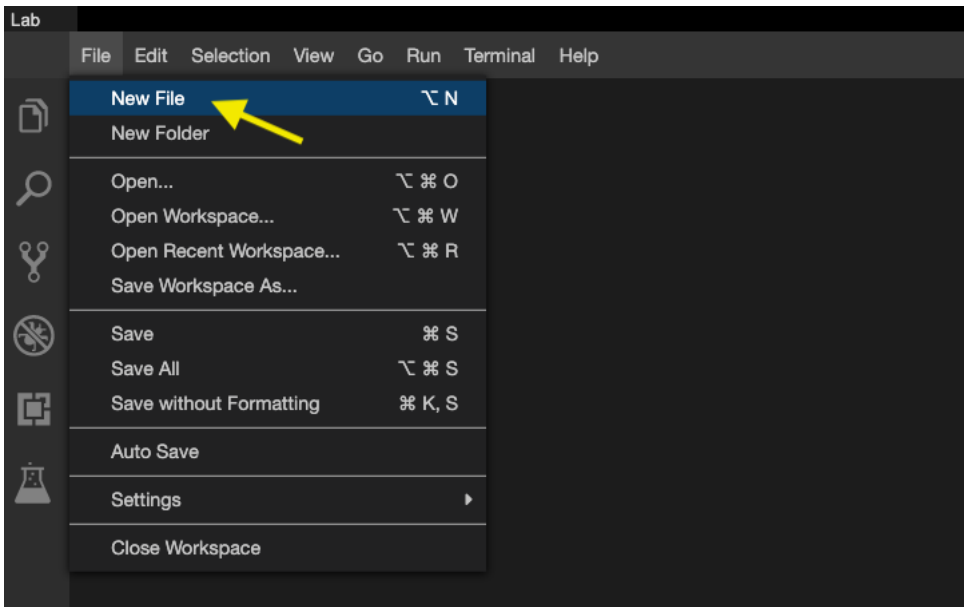 Lab
File Edit Selection View Go Run Terminal Help
New File ⌥ N
New Folder
Open... ⌥ ⌘ O
Open Workspace... ⌥ ⌘ W
Open Recent Workspace... ⌥ ⌘ R
Save Workspace As...
Save ⌘ S
Save All ⌥ ⌘ S
Save without Formatting ⌘ K, S
Auto Save
Settings
Close Workspace